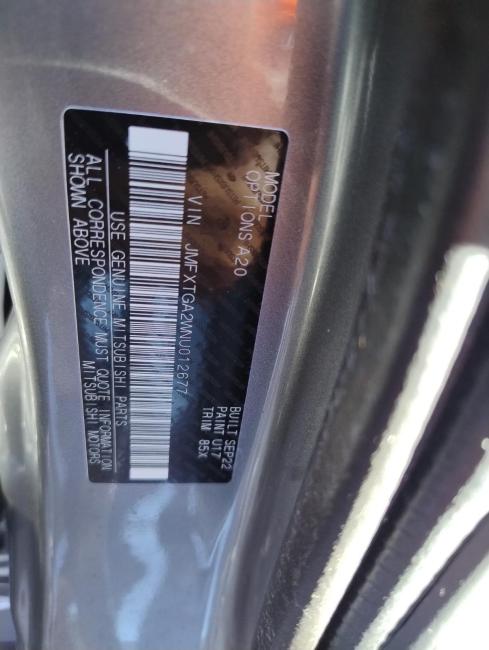 MODEL
OPTIONS A20
BUILT SEP22
PAINT U17
TRIM 85X
VIN JMFXTGA2WNU012677
USE GENUINE MITSUBISHI PARTS
ALL CORRESPONDENCE MUST QUOTE INFORMATION
SHOWN ABOVE MITSUBISHI MOTORS